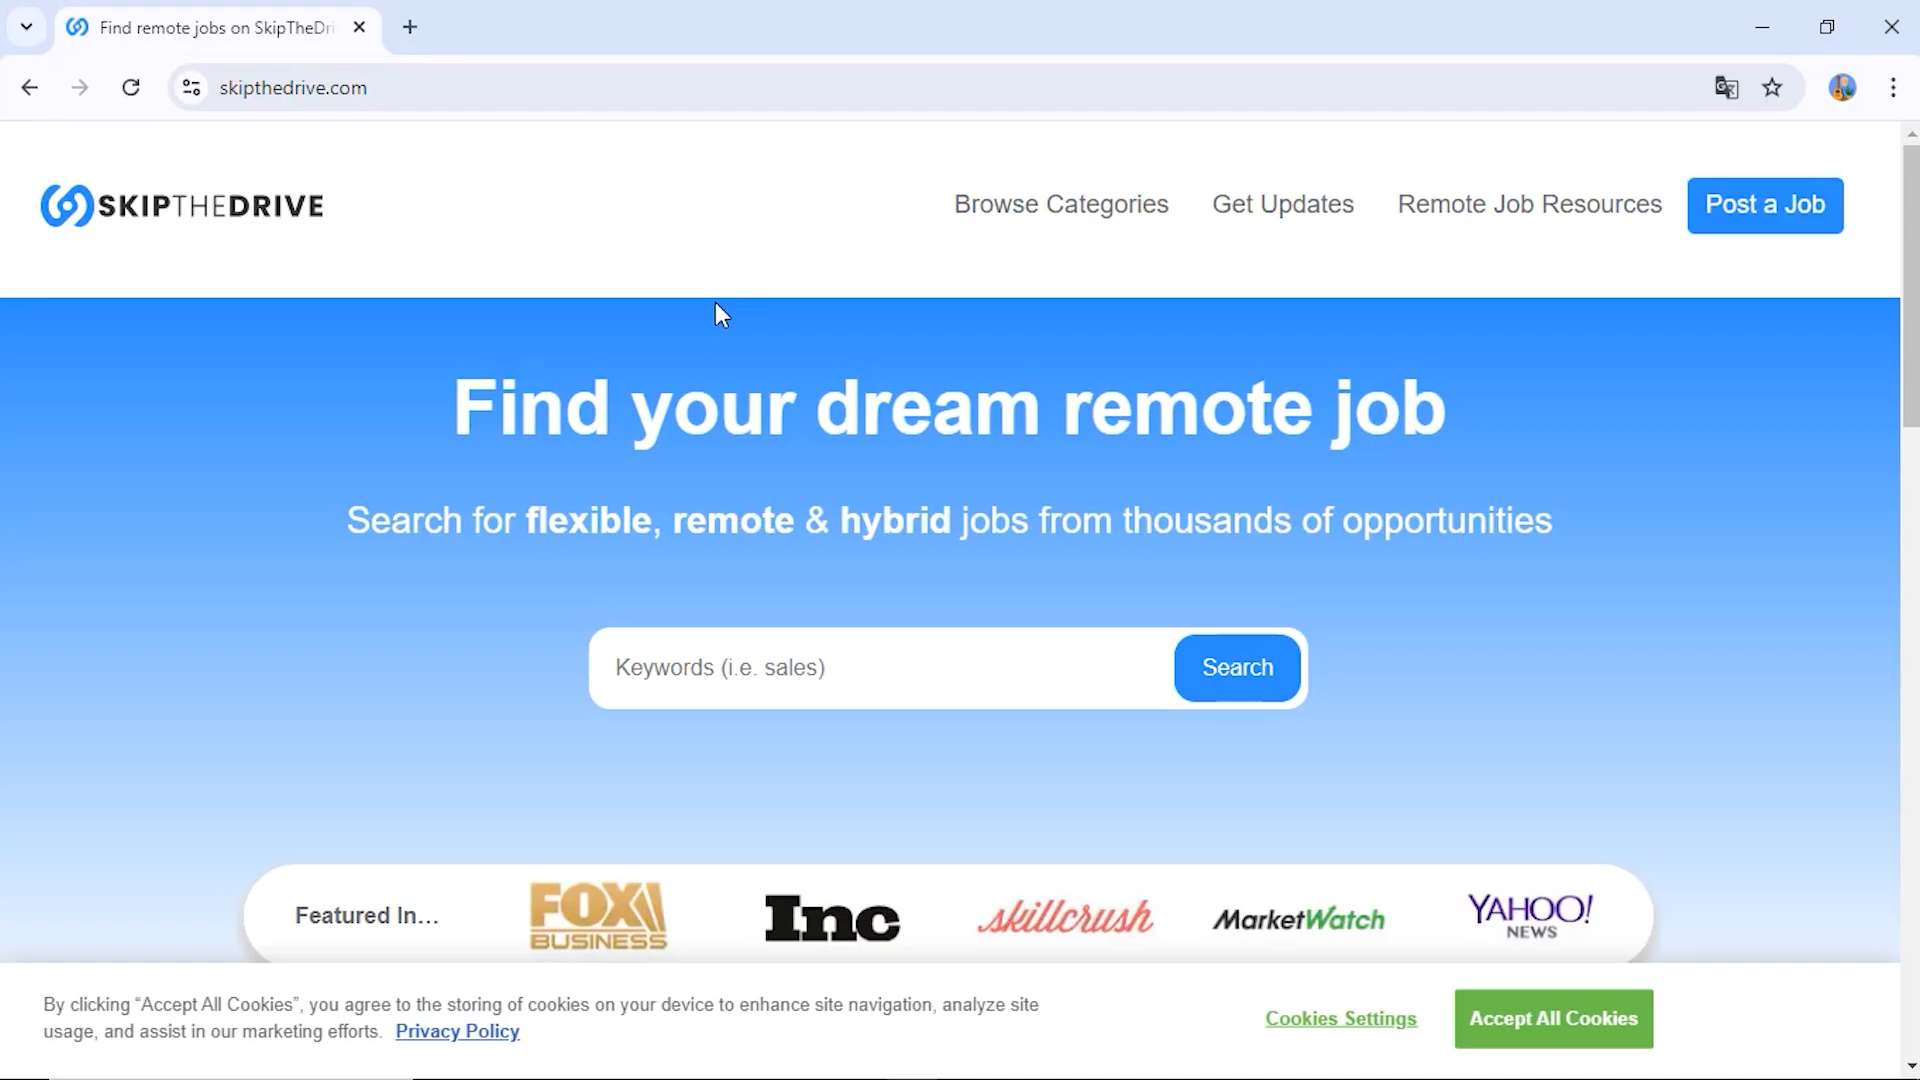 Find remote jobs on SkipTheDri
skipthedrive.com
SKIPTHEDRIVE
Browse Categories
Get Updates
Remote Job Resources
Post a Job
Find your dream remote job
Search for flexible, remote & hybrid jobs from thousands of opportunities
Keywords (i.e. sales)
Search
Featured In...
FOX BUSINESS
Inc
skillcrush
MarketWatch
YAHOO! NEWS
By clicking “Accept All Cookies”, you agree to the storing of cookies on your device to enhance site navigation, analyze site
usage, and assist in our marketing efforts. Privacy Policy
Cookies Settings
Accept All Cookies